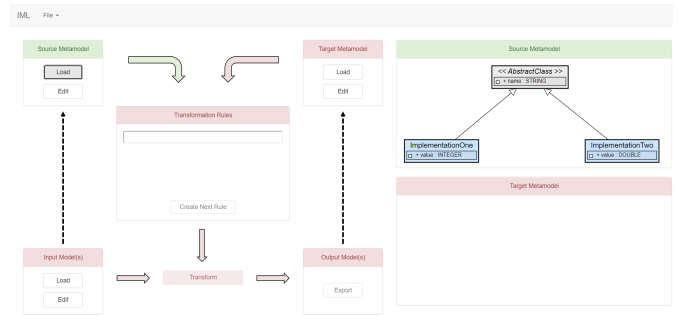 IML File
Source Metamodel
Load
Edit
Target Metamodel
Load
Edit
Transformation Rules
Create Next Rule
Input Model(s)
Load
Edit
Transform
Output Model(s)
Export
Source Metamodel
<< AbstractClass >>
+ name : STRING
ImplementationOne
+ value : INTEGER
ImplementationTwo
+ value : DOUBLE
Target Metamodel